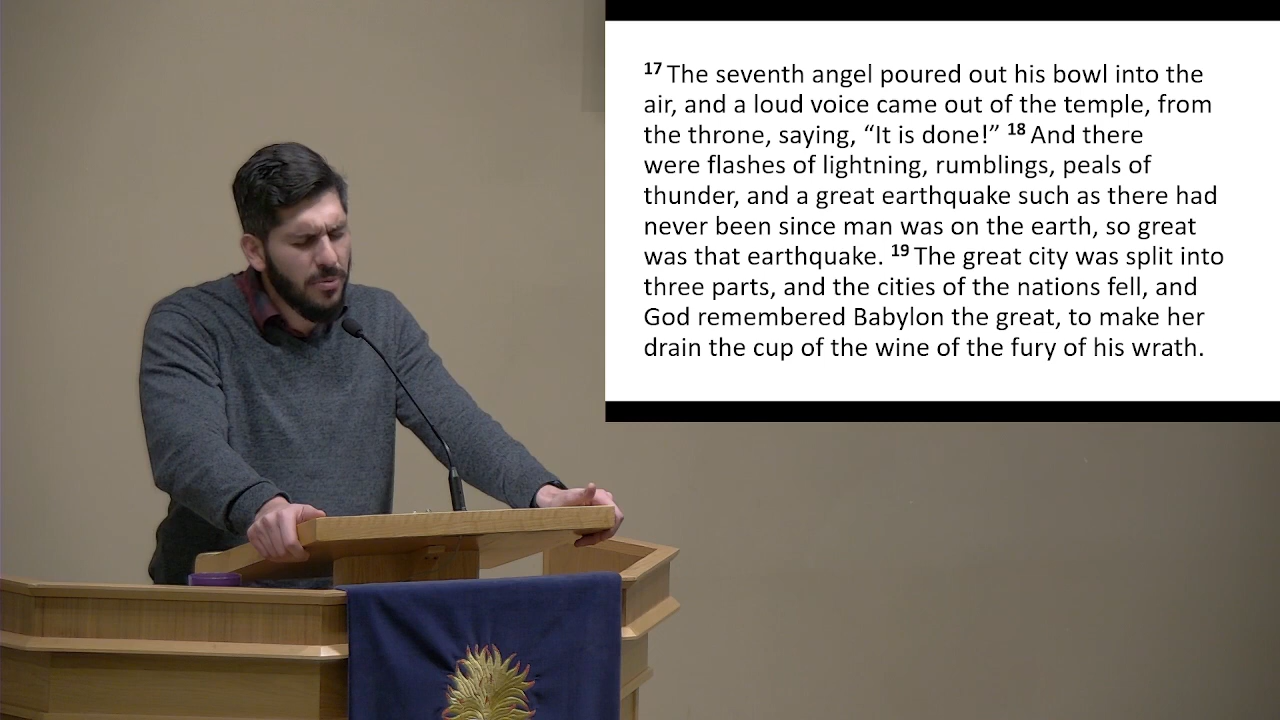 17 The seventh angel poured out his bowl into the
air, and a loud voice came out of the temple, from
the throne, saying, “It is done!” 18 And there
were flashes of lightning, rumblings, peals of
thunder, and a great earthquake such as there had
never been since man was on the earth, so great
was that earthquake. 19 The great city was split into
three parts, and the cities of the nations fell, and
God remembered Babylon the great, to make her
drain the cup of the wine of the fury of his wrath.